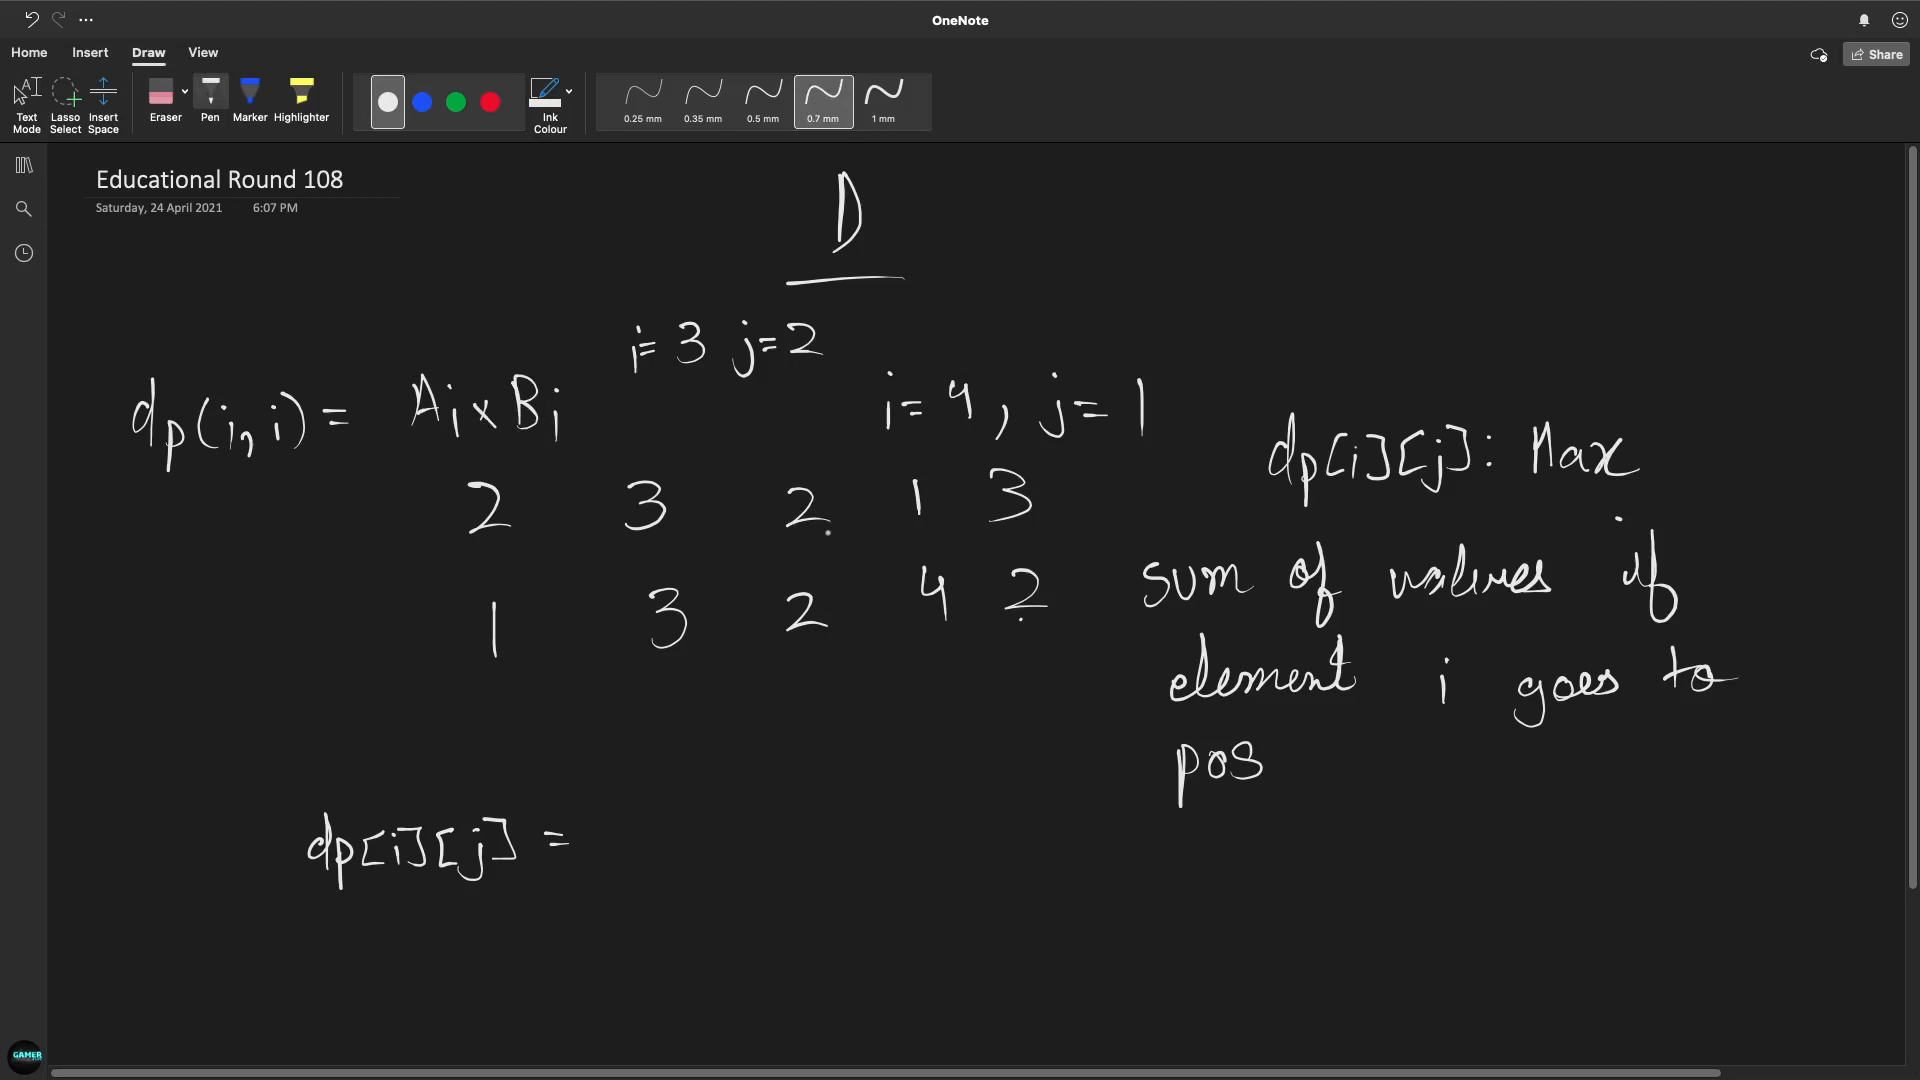 OneNote
Home Insert Draw View
Share
Text Mode
Lasso Select
Insert Space
Eraser
Pen
Marker
Highlighter
Ink Colour
0.25 mm
0.35 mm
0.5 mm
0.7 mm
1 mm
Educational Round 108
Saturday, 24 April 2021 6:07 PM
D
i= 3 j=2
dp(i,i) = Ai x Bi
i= 4, j= 1
2 3 2 1 3
1 3 2 4 2
dp[i][j]: Max
sum of values if
element i goes to
pos
dp[i][j] =
GAMER